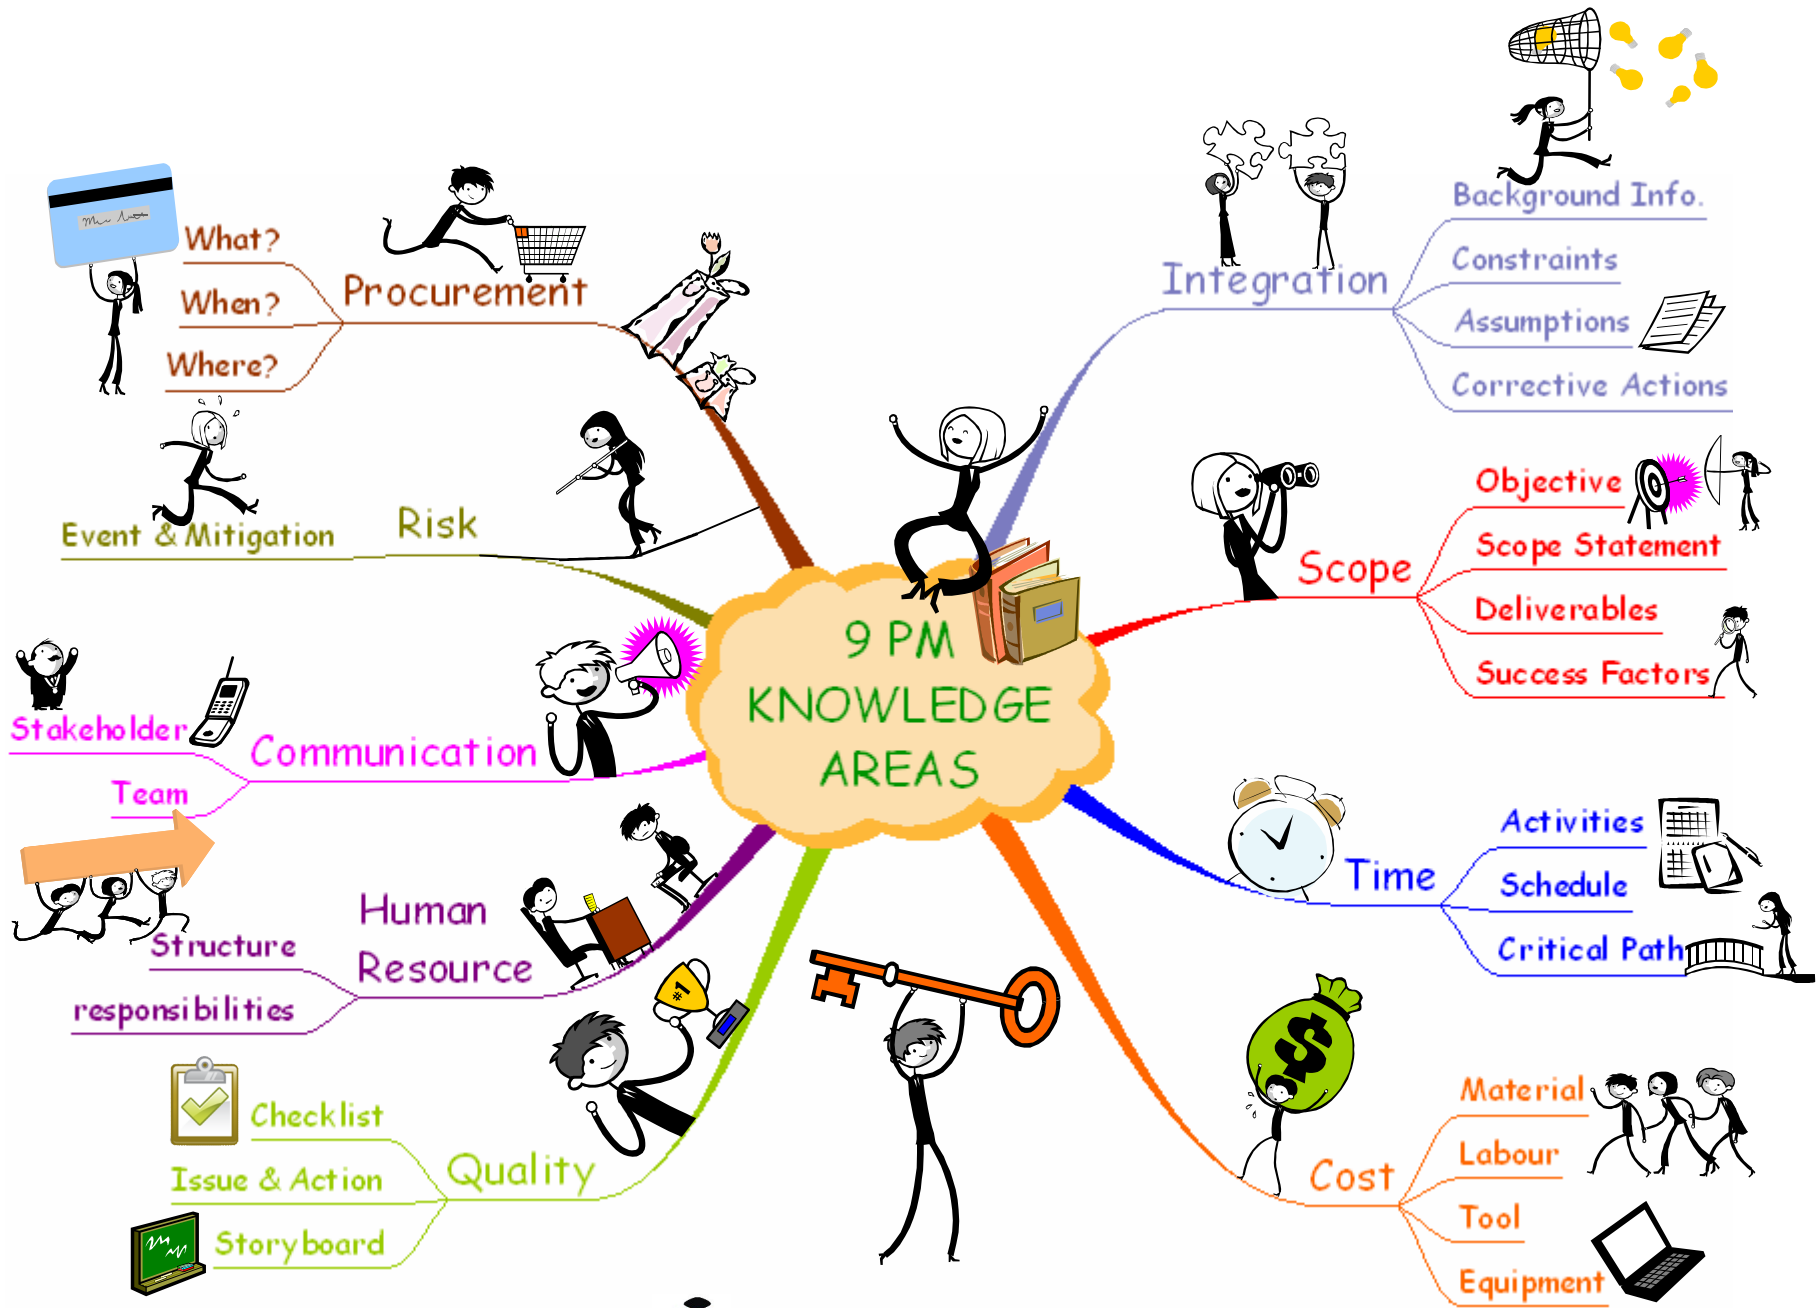 9 PM
KNOWLEDGE
AREAS
Integration
Background Info.
Constraints
Assumptions
Corrective Actions
Scope
Objective
Scope Statement
Deliverables
Success Factors
Time
Activities
Schedule
Critical Path
Cost
$
Material
Labour
Tool
Equipment
Quality
#1
Checklist
Issue & Action
Storyboard
Human
Resource
Structure
responsibilities
Communication
Stakeholder
Team
Risk
Event & Mitigation
Procurement
What?
When?
Where?